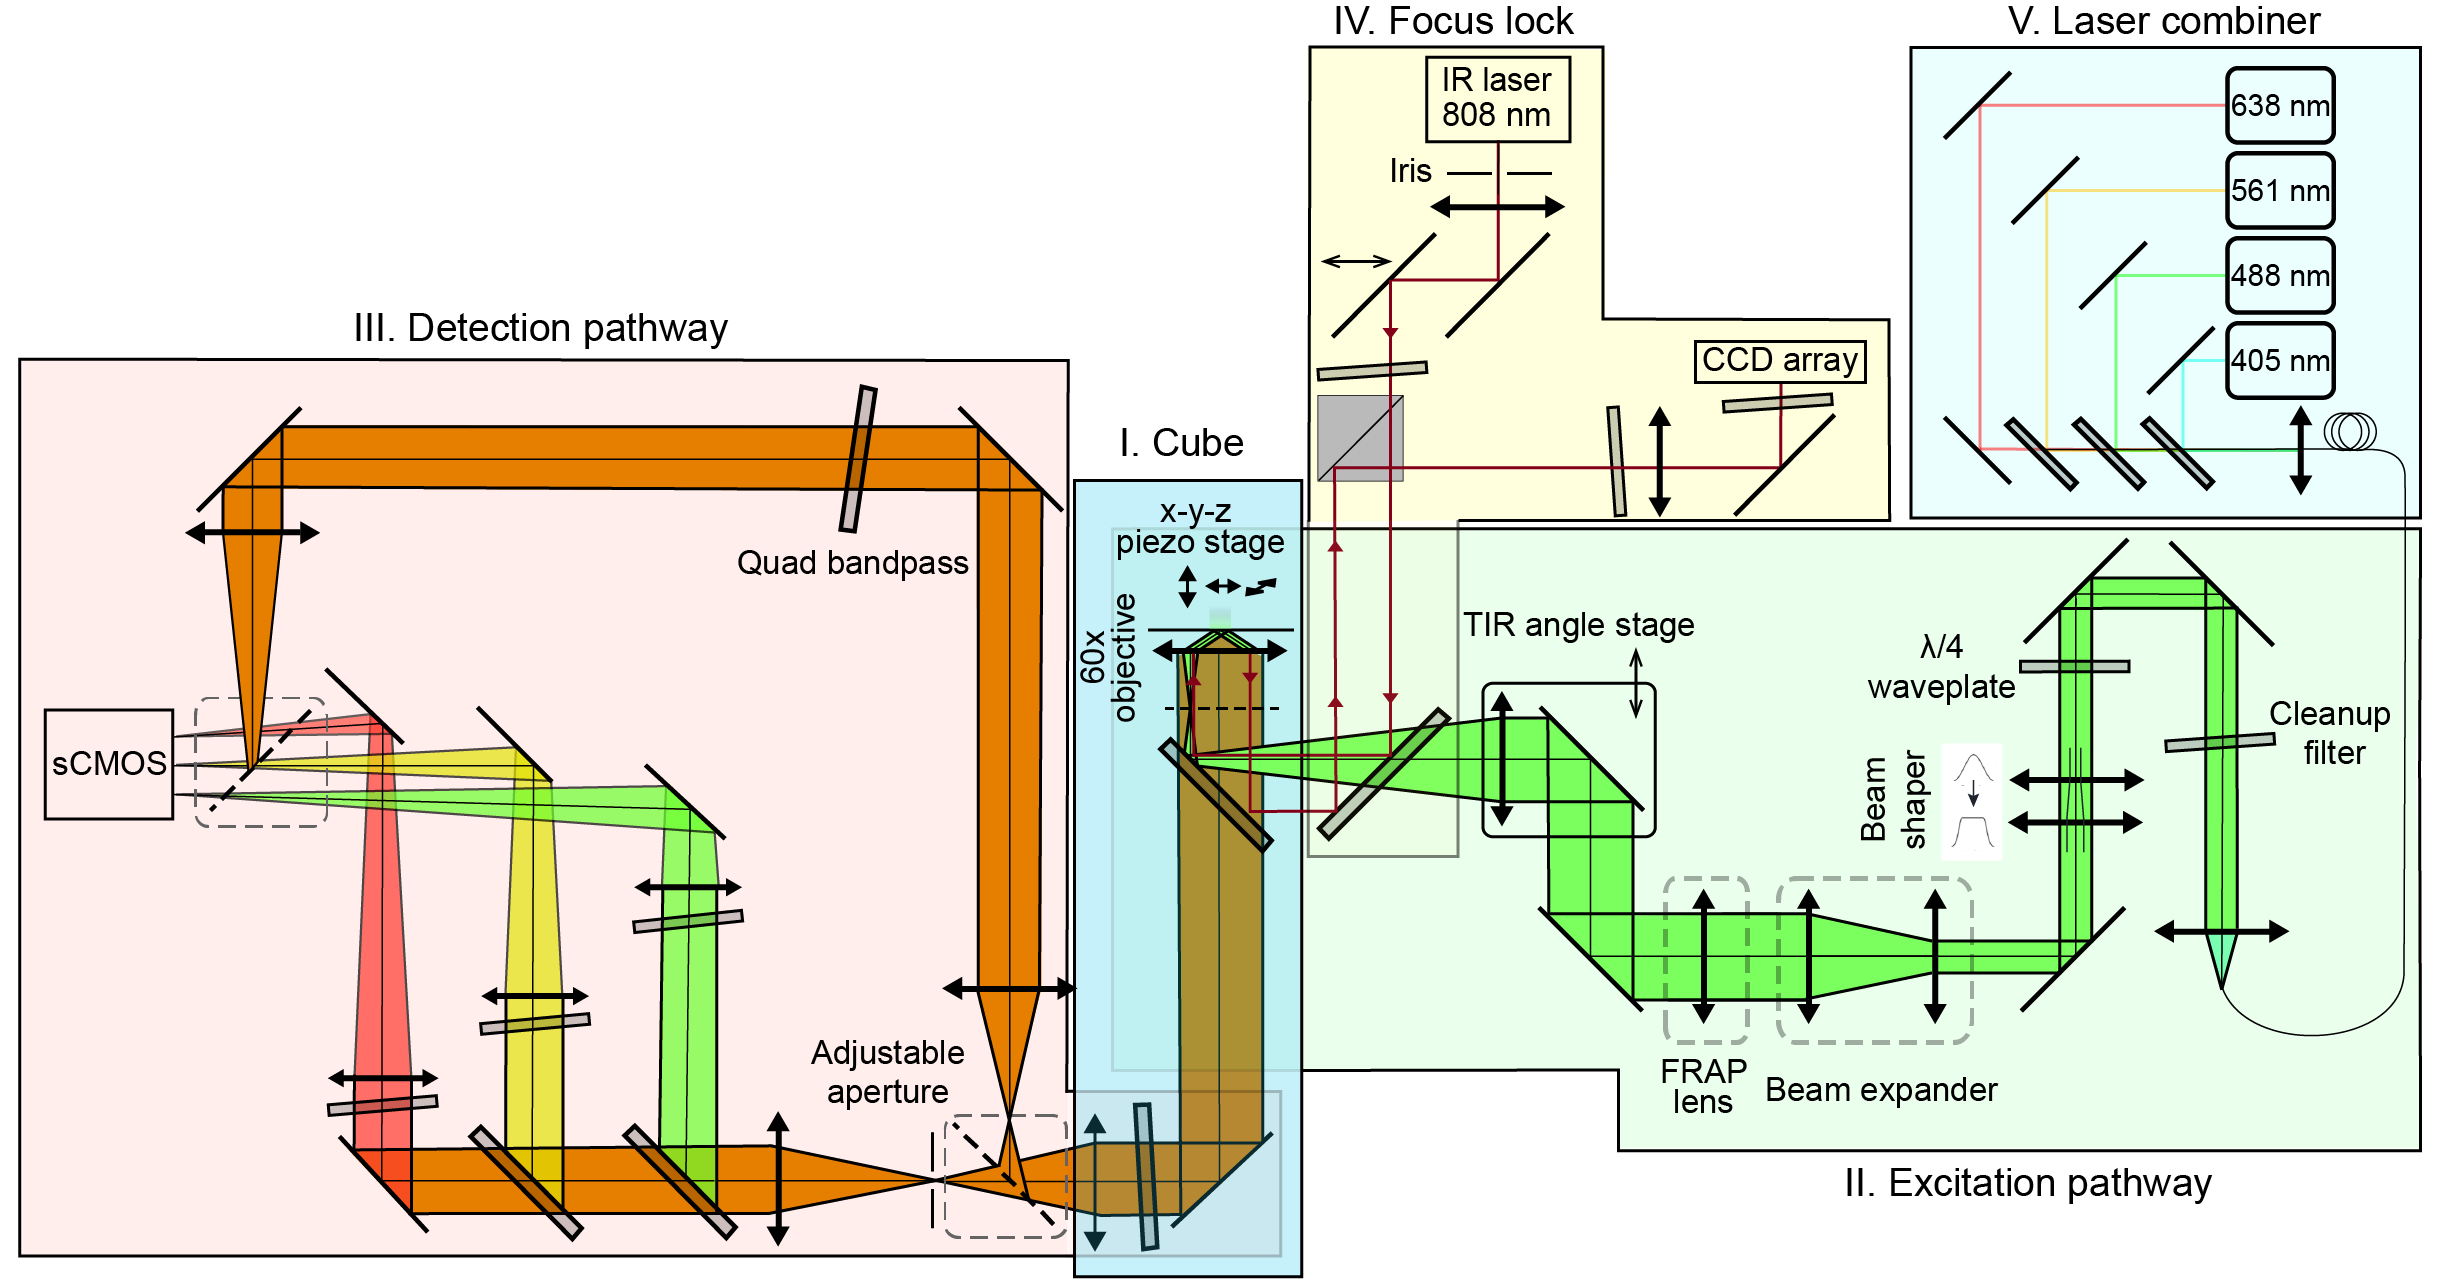 IV. Focus lock
V. Laser combiner
IR laser
808 nm
Iris
638 nm
561 nm
488 nm
405 nm
CCD array
III. Detection pathway
Quad bandpass
sCMOS
Adjustable
aperture
I. Cube
x-y-z
piezo stage
60x
objective
TIR angle stage
λ/4
waveplate
Cleanup
filter
Beam
shaper
FRAP
lens
Beam expander
II. Excitation pathway